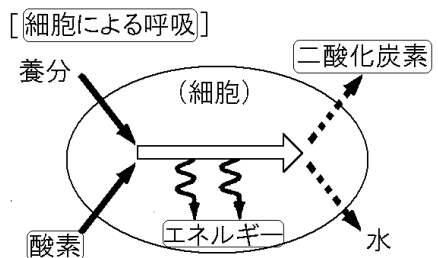 [細胞による呼吸]
二酸化炭素
養分
(細胞)
酸素
エネルギー
水